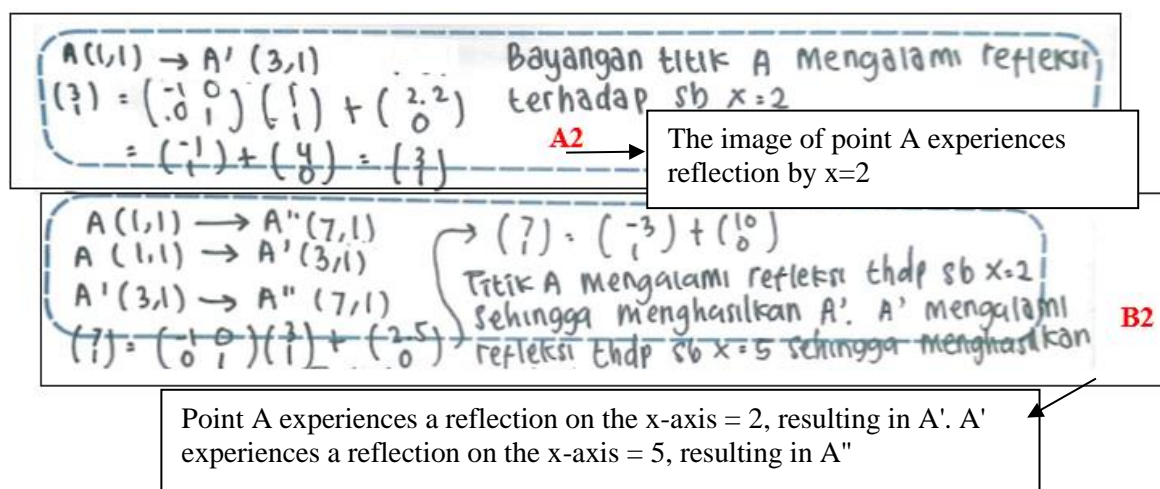 A(1,1) → A' (3,1)
Bayangan titik A mengalami refleksi
terhadap sb x=2
(3 1) = (-1 0 0 1)(1 1) + (2.2 0)
= (-1 1) + (4 0) = (3 1)
A2
The image of point A experiences
reflection by x=2
A(1,1) → A"(7,1)
A (1,1) → A'(3,1)
A'(3,1) → A" (7,1)
(7 1) = (-1 0 0 1)(3 1) + (2.5 0)
→ (7 1) = (-3 1) + (10 0)
Titik A mengalami refleksi thdp sb x=2
sehingga menghasilkan A'. A' mengalami
refleksi thdp sb x=5 sehingga menghasilkan
B2
Point A experiences a reflection on the x-axis = 2, resulting in A'. A'
experiences a reflection on the x-axis = 5, resulting in A"